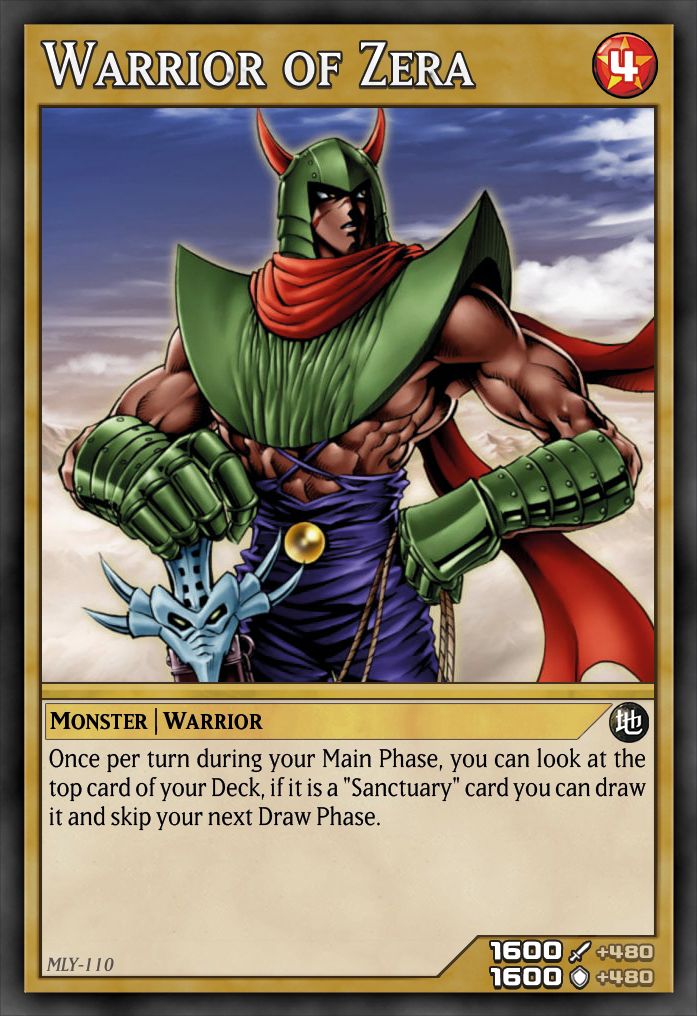 Warrior of Zera
4
Monster | Warrior
Once per turn during your Main Phase, you can look at the
top card of your Deck, if it is a "Sanctuary" card you can draw
it and skip your next Draw Phase.
MLY-110
1600 +480
1600 +480